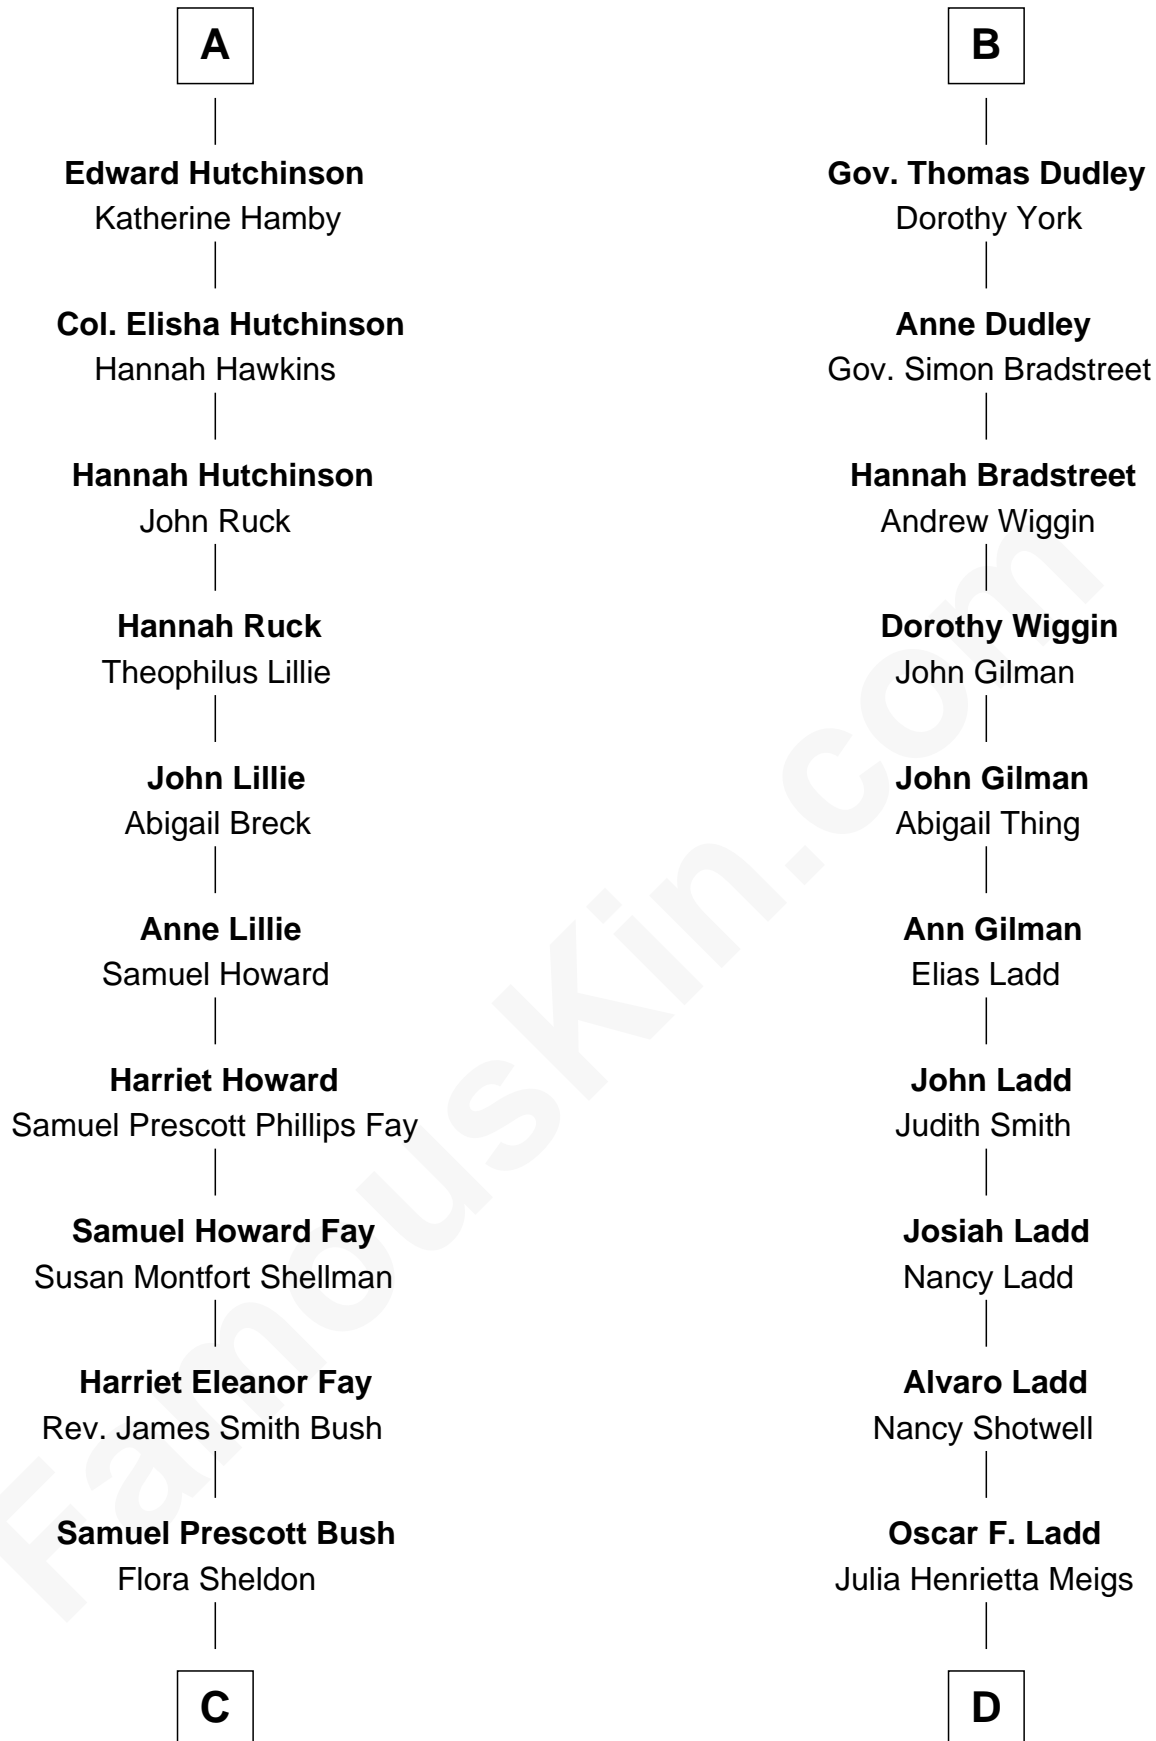 A
Edward Hutchinson
Katherine Hamby
Col. Elisha Hutchinson
Hannah Hawkins
Hannah Hutchinson
John Ruck
Hannah Ruck
Theophilus Lillie
John Lillie
Abigail Breck
Anne Lillie
Samuel Howard
Harriet Howard
Samuel Prescott Phillips Fay
Samuel Howard Fay
Susan Montfort Shellman
Harriet Eleanor Fay
Rev. James Smith Bush
Samuel Prescott Bush
Flora Sheldon
C
B
Gov. Thomas Dudley
Dorothy York
Anne Dudley
Gov. Simon Bradstreet
Hannah Bradstreet
Andrew Wiggin
Dorothy Wiggin
John Gilman
John Gilman
Abigail Thing
Ann Gilman
Elias Ladd
John Ladd
Judith Smith
Josiah Ladd
Nancy Ladd
Alvaro Ladd
Nancy Shotwell
Oscar F. Ladd
Julia Henrietta Meigs
D
FamousKin.com